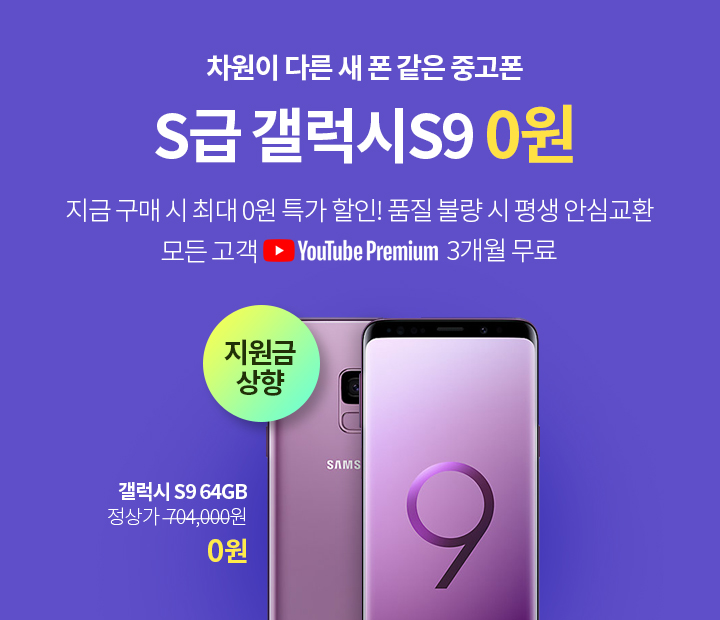 차원이 다른 새 폰 같은 중고폰
S급 갤럭시S9 0원
지금 구매 시 최대 0원 특가 할인! 품질 불량 시 평생 안심교환
모든 고객 YouTube Premium 3개월 무료
지원금
상향
SAMS
갤럭시 S9 64GB
정상가 704,000원
0원
9